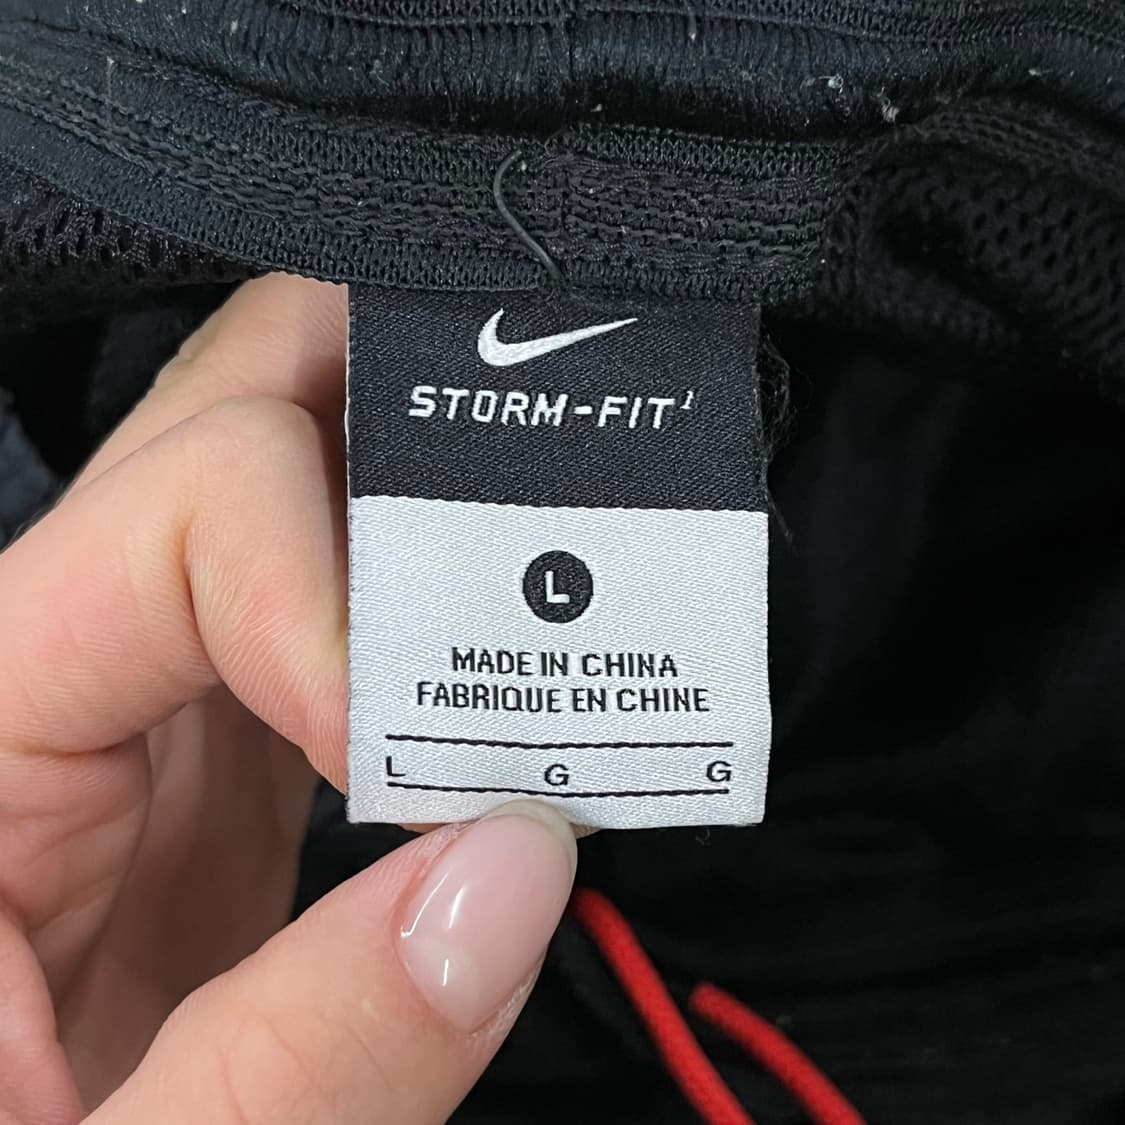 STORM-FIT¹
L
MADE IN CHINA
FABRIQUE EN CHINE
L G G